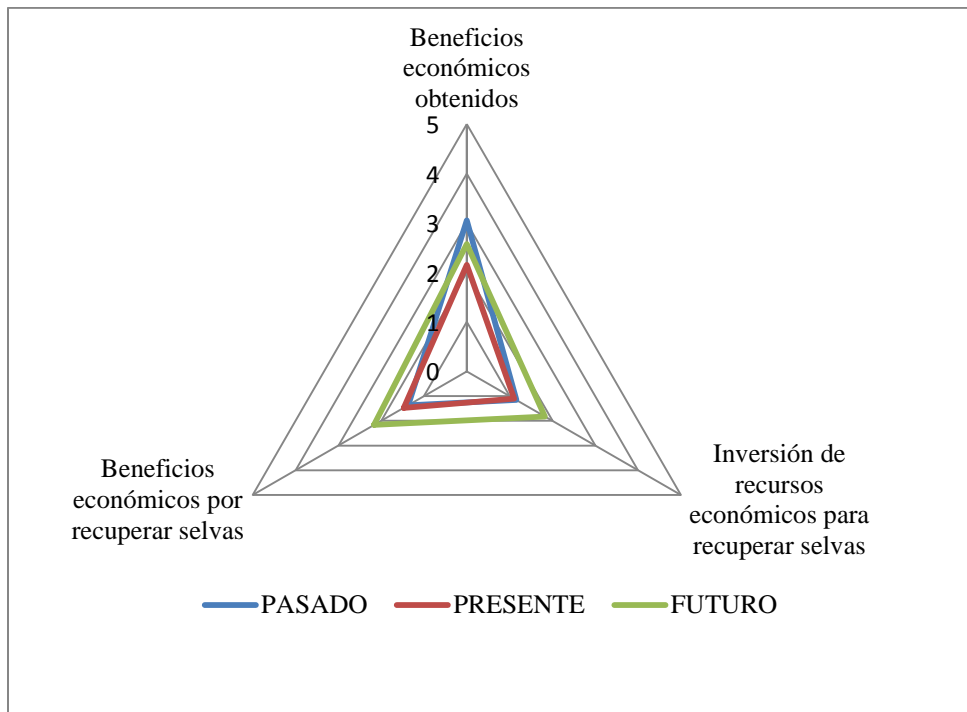 Beneficios
económicos
obtenidos
5
4
3
2
1
0
Beneficios
económicos por
recuperar selvas
Inversión de
recursos
económicos para
recuperar selvas
PASADO PRESENTE FUTURO